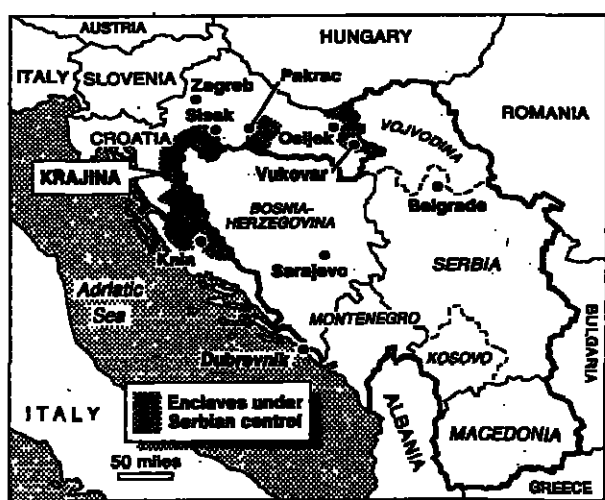 AUSTRIA
HUNGARY
ITALY
SLOVENIA
Zagreb
Pakrac
Sisak
ROMANIA
CROATIA
Osijek
VOJVODINA
KRAJINA
Vukovar
Belgrade
BOSNIA-
HERZEGOVINA
Knin
Sarajevo
SERBIA
Adriatic
Sea
MONTENEGRO
KOSOVO
BULGARIA
Dubrovnik
Enclaves under
Serbian control
ITALY
ALBANIA
MACEDONIA
50 miles
GREECE